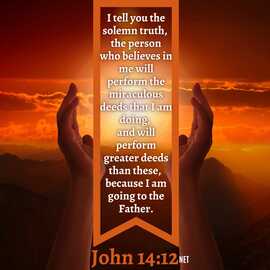 I tell you the
solemn truth,
the person
who believes in
me will
perform the
miraculous
deeds that I am
doing
and will
perform
greater deeds
than these,
because I am
going to the
Father.
John 14:12 NET